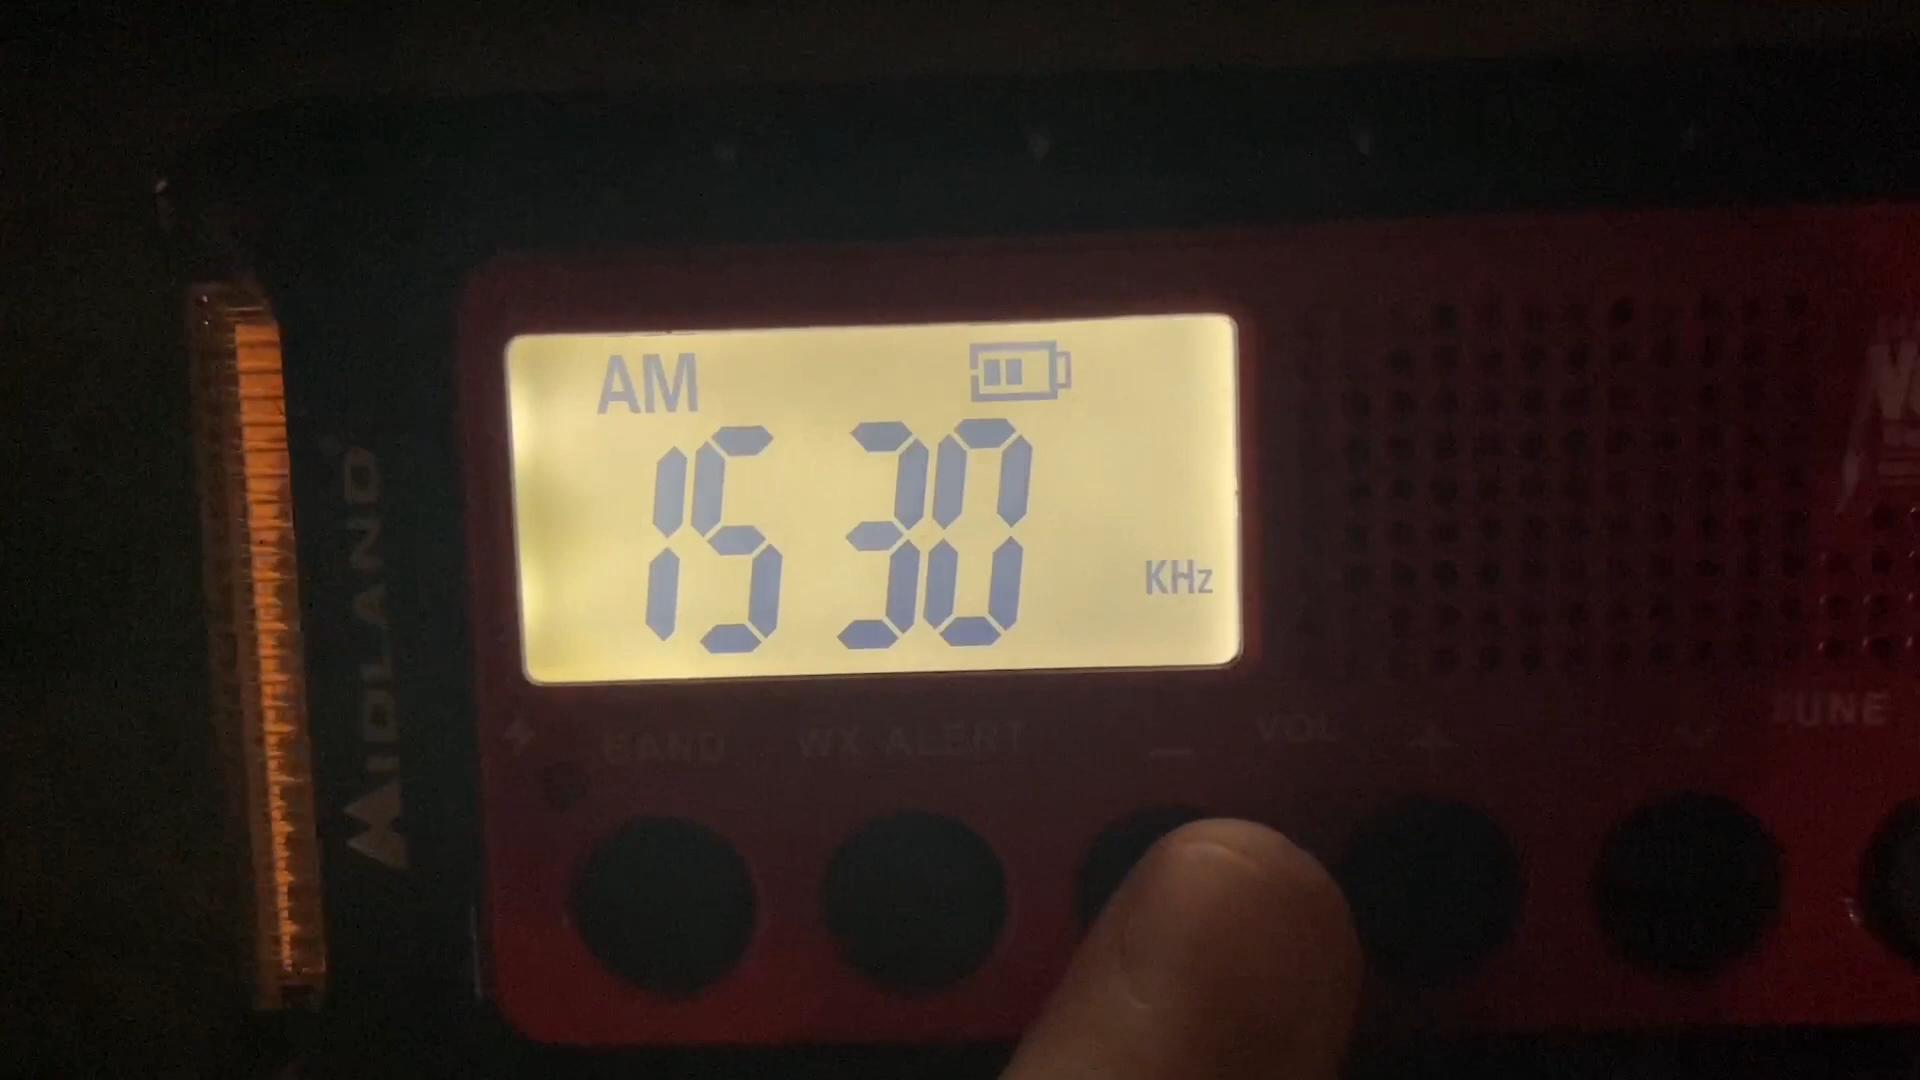 AM
1530
KHz
MIDLAND
BAND WX ALERT — VOL +
TUNE